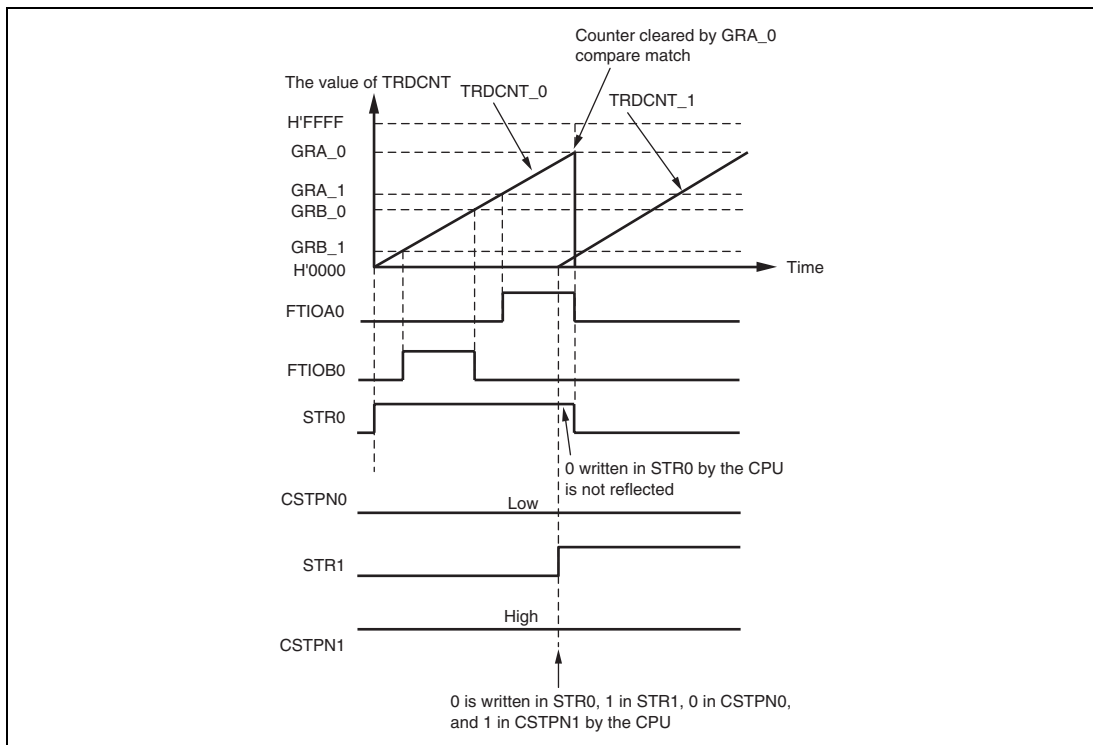 Counter cleared by GRA_0
compare match
The value of TRDCNT
TRDCNT_0
TRDCNT_1
H'FFFF
GRA_0
GRA_1
GRB_0
GRB_1
H'0000
Time
FTIOA0
FTIOB0
STR0
0 written in STR0 by the CPU
is not reflected
CSTPN0
Low
STR1
High
CSTPN1
0 is written in STR0, 1 in STR1, 0 in CSTPN0,
and 1 in CSTPN1 by the CPU